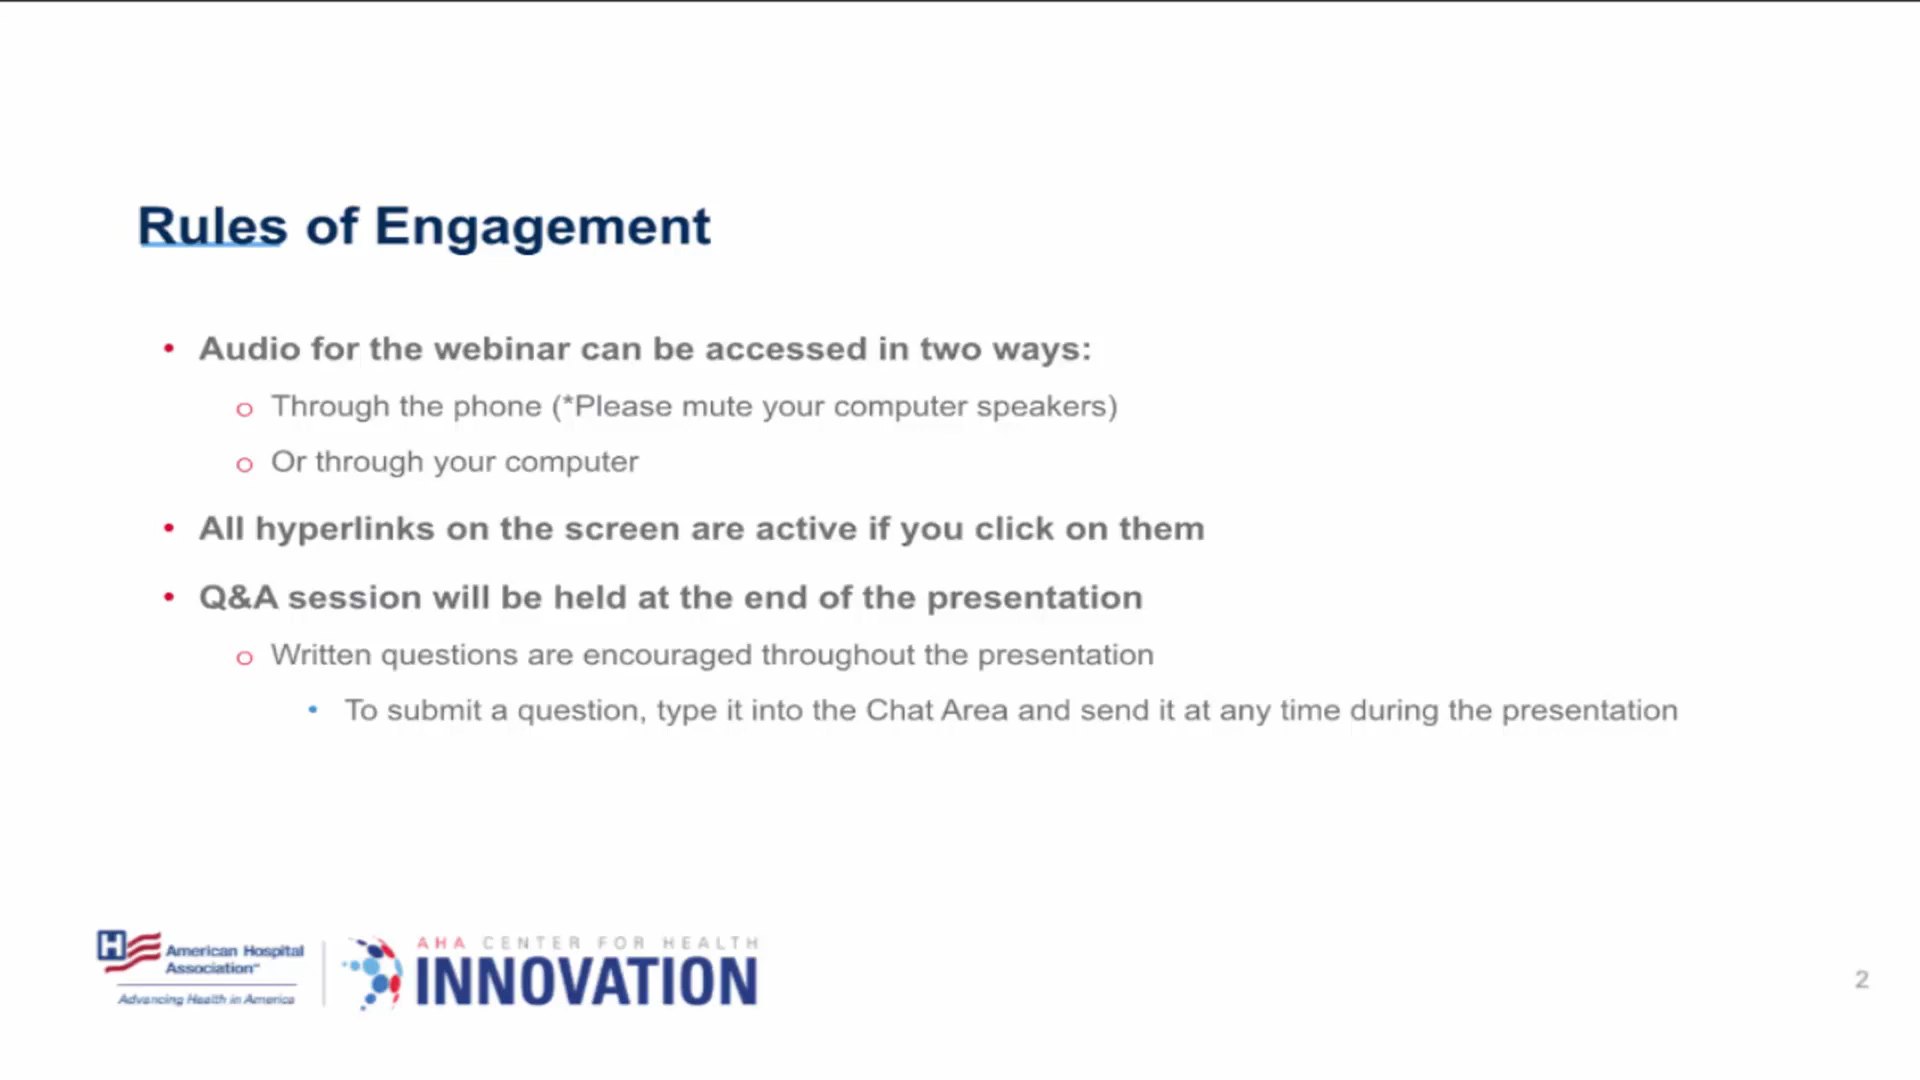 Rules of Engagement
• Audio for the webinar can be accessed in two ways:
o Through the phone (*Please mute your computer speakers)
o Or through your computer
• All hyperlinks on the screen are active if you click on them
• Q&A session will be held at the end of the presentation
o Written questions are encouraged throughout the presentation
• To submit a question, type it into the Chat Area and send it at any time during the presentation
H American Hospital
Association℠
Advancing Health in America
AHA CENTER FOR HEALTH
INNOVATION
2